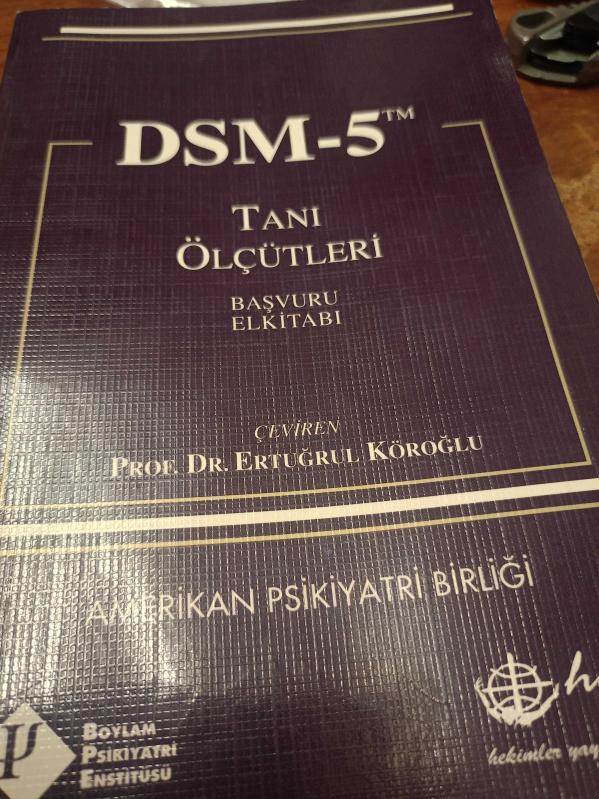 DSM-5™
TANI
ÖLÇÜTLERİ
BAŞVURU
ELKİTABI
ÇEVİREN
PROF. DR. ERTUĞRUL KÖROĞLU
AMERİKAN PSİKİYATRİ BİRLİĞİ
BOYLAM
PSİKİYATRİ
ENSTİTÜSÜ
hekimler